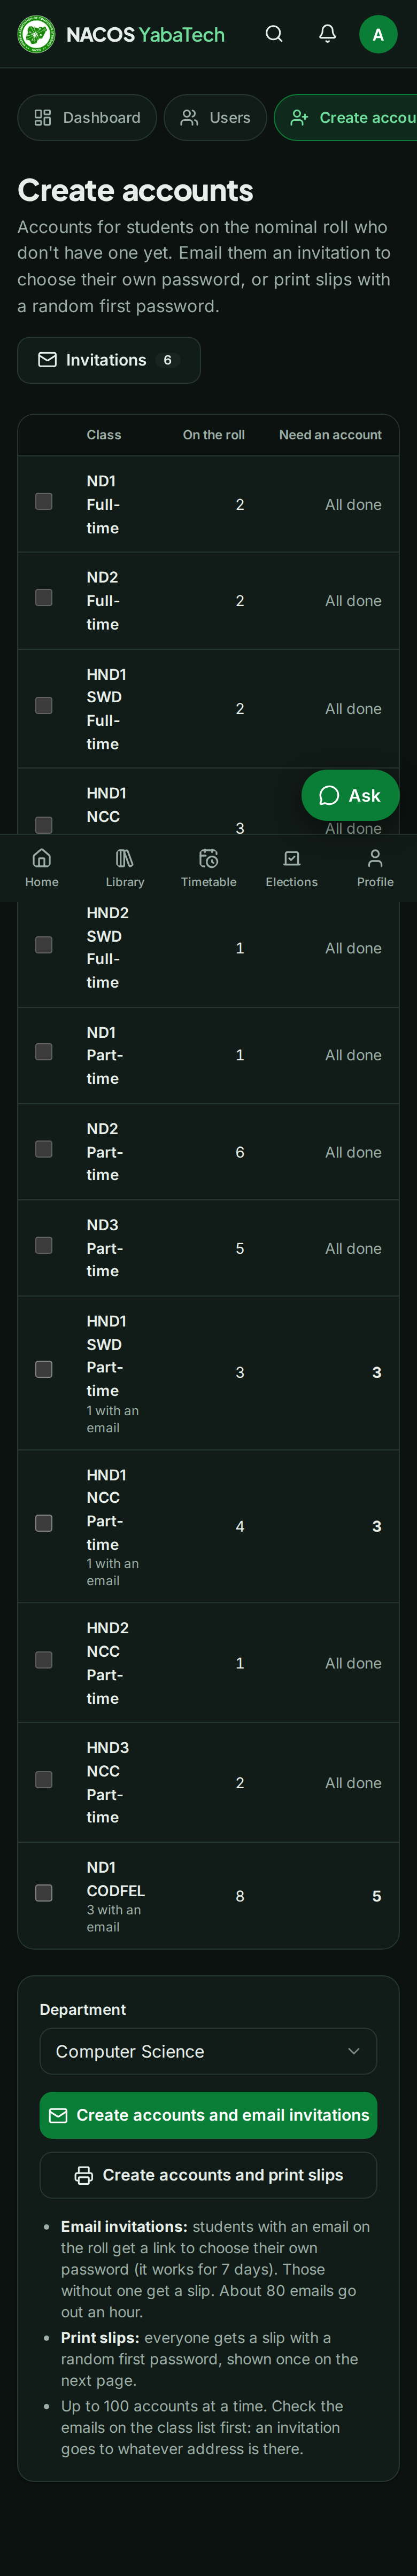 NACOS YabaTech
A
Dashboard
Users
Create accou
Create accounts
Accounts for students on the nominal roll who
don't have one yet. Email them an invitation to
choose their own password, or print slips with
a random first password.
Invitations 6
Class On the roll Need an account
ND1
Full-
time
2 All done
ND2
Full-
time
2 All done
HND1
SWD
Full-
time
2 All done
HND1
NCC
3 All done
Ask
Home Library Timetable Elections Profile
HND2
SWD
Full-
time
1 All done
ND1
Part-
time
1 All done
ND2
Part-
time
6 All done
ND3
Part-
time
5 All done
HND1
SWD
Part-
time
1 with an
email
3 3
HND1
NCC
Part-
time
1 with an
email
4 3
HND2
NCC
Part-
time
1 All done
HND3
NCC
Part-
time
2 All done
ND1
CODFEL
3 with an
email
8 5
Department
Computer Science
Create accounts and email invitations
Create accounts and print slips
• Email invitations: students with an email on
the roll get a link to choose their own
password (it works for 7 days). Those
without one get a slip. About 80 emails go
out an hour.
• Print slips: everyone gets a slip with a
random first password, shown once on the
next page.
• Up to 100 accounts at a time. Check the
emails on the class list first: an invitation
goes to whatever address is there.